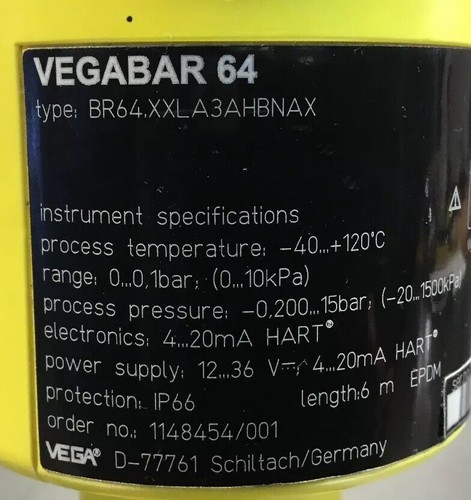 VEGABAR 64
type: BR64.XXLA3AHBNAX
instrument specifications
process temperature: -40...+120°C
range: 0...0,1bar; (0...10kPa)
process pressure: -0,200...15bar; (-20...1500kPa)
electronics: 4...20mA HART®
power supply: 12...36 V⎓; 4...20mA HART®
protection: IP66 length:6 m EPDM
order no.: 1148454/001
VEGA D-77761 Schiltach/Germany